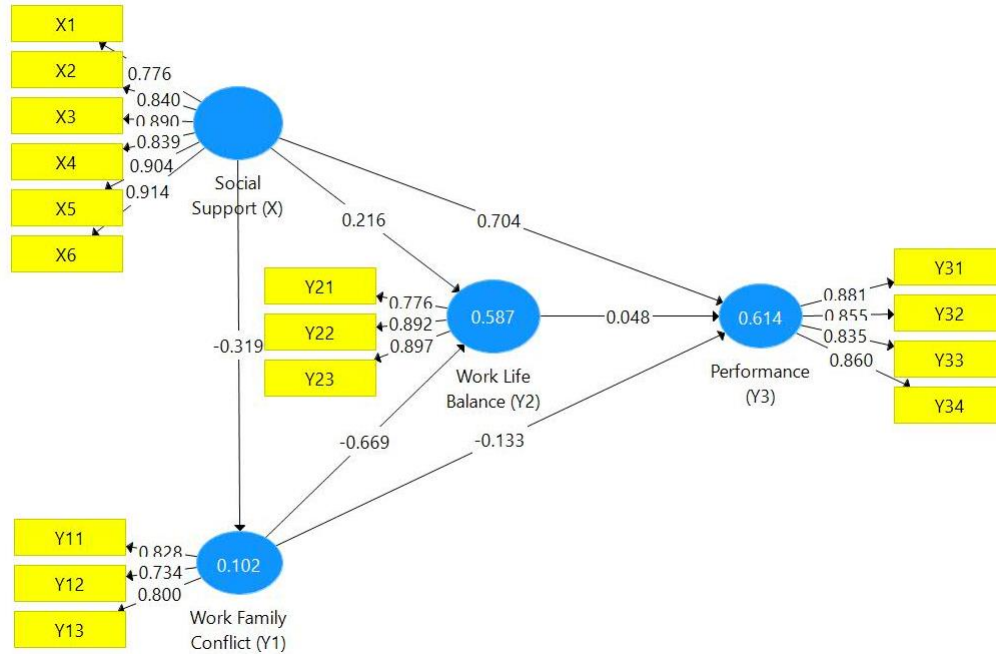 X1
X2
X3
X4
X5
X6
0.776
0.840
0.890
0.839
0.904
0.914
Social
Support (X)
0.216
0.704
-0.319
Y21
Y22
Y23
0.776
0.892
0.897
0.587
Work Life
Balance (Y2)
0.048
0.614
Performance
(Y3)
0.881
0.855
0.835
0.860
Y31
Y32
Y33
Y34
-0.669
-0.133
Y11
Y12
Y13
0.828
0.734
0.800
0.102
Work Family
Conflict (Y1)